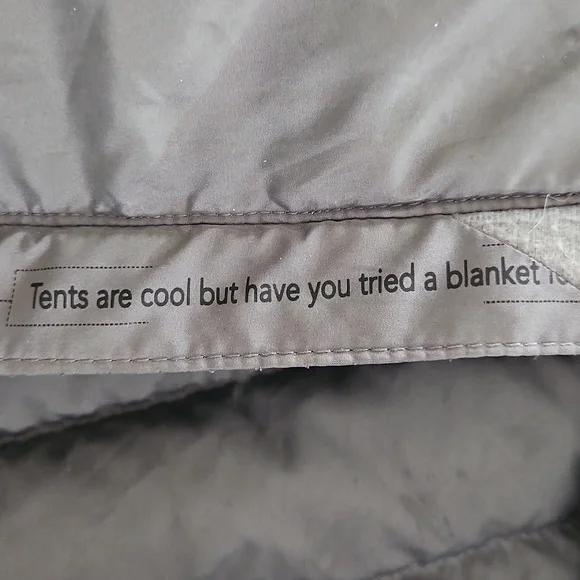 Tents are cool but have you tried a blanket